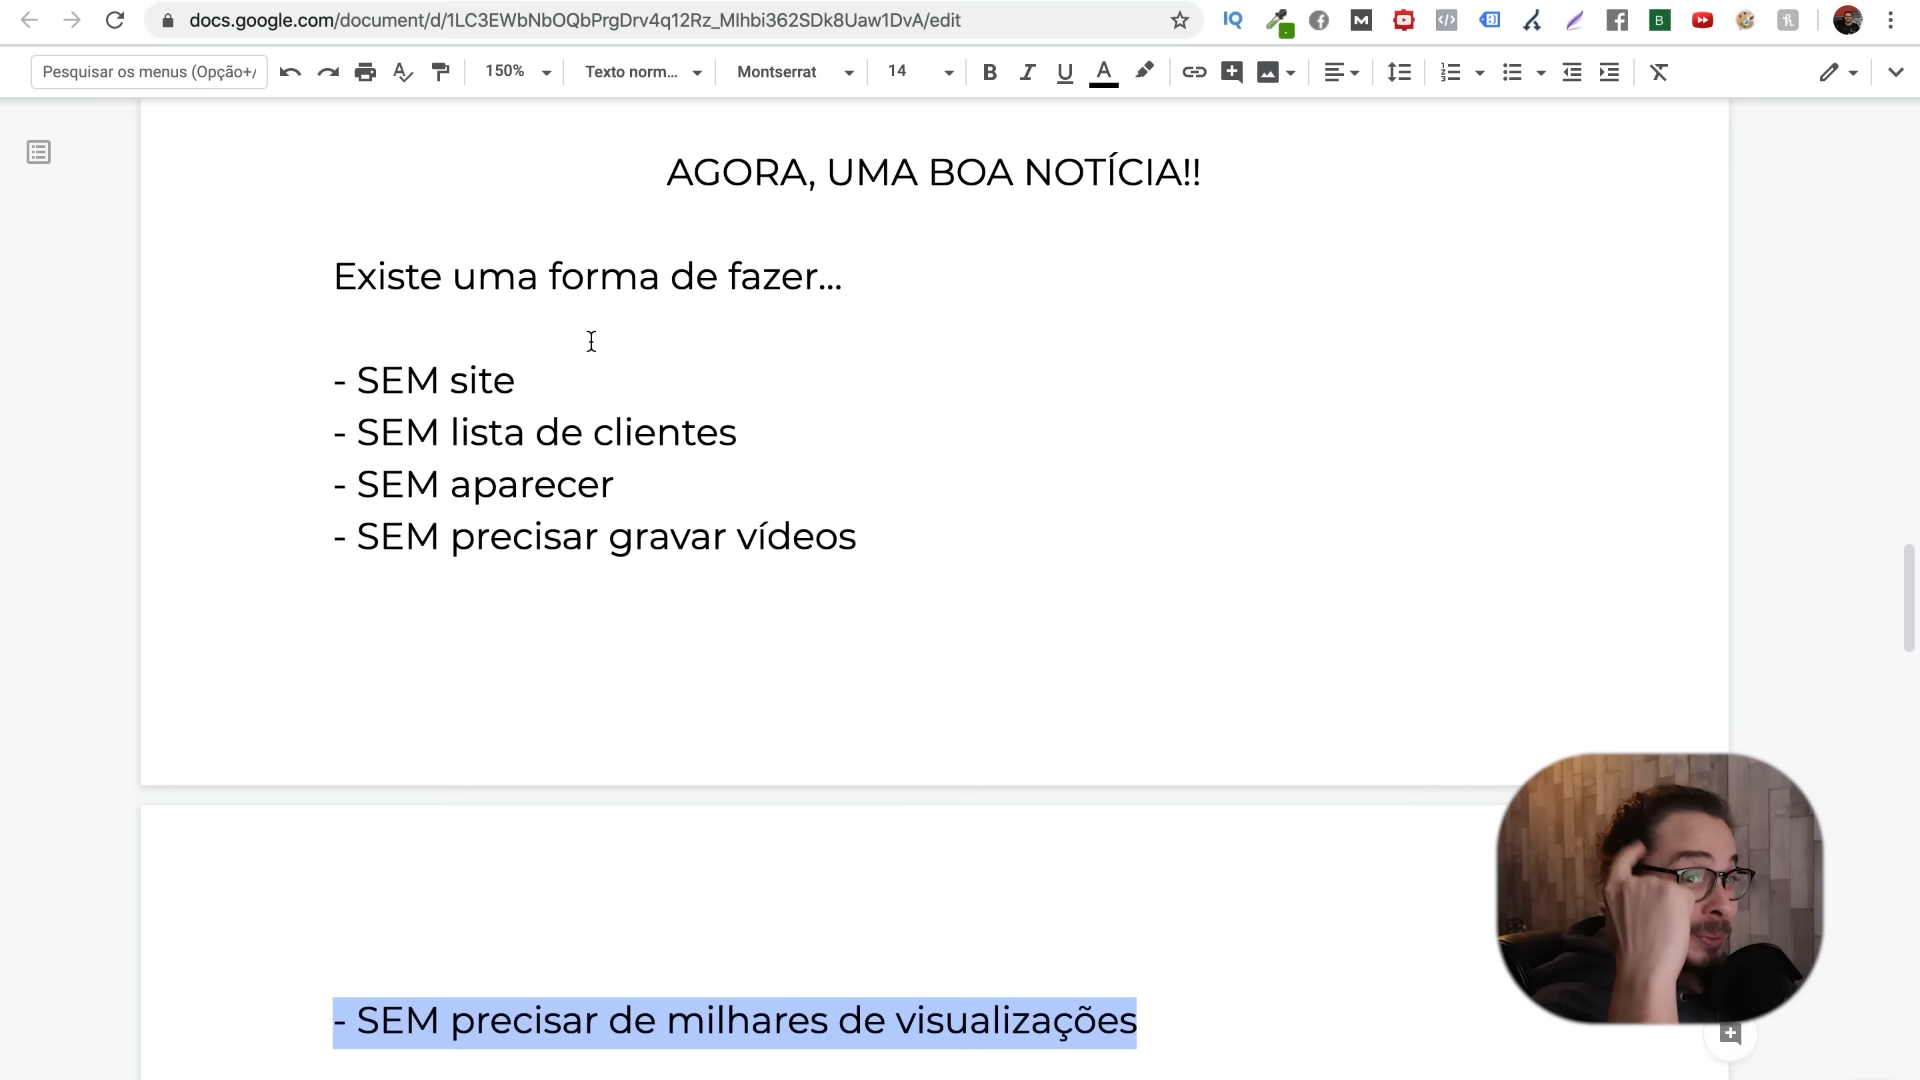 docs.google.com/document/d/1LC3EWbNbOQbPrgDrv4q12Rz_MIhbi362SDk8Uaw1DvA/edit
Pesquisar os menus (Opção+/
150%
Texto norm...
Montserrat
14
AGORA, UMA BOA NOTÍCIA!!
Existe uma forma de fazer...
- SEM site
- SEM lista de clientes
- SEM aparecer
- SEM precisar gravar vídeos
- SEM precisar de milhares de visualizações